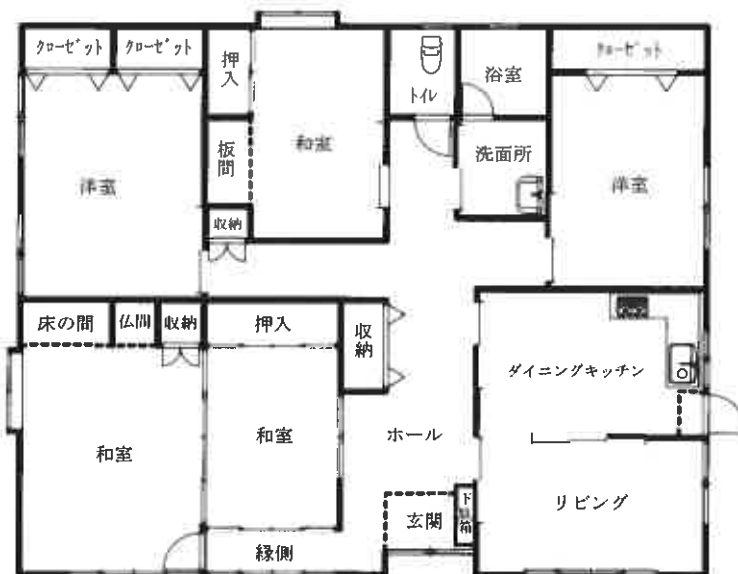 クローゼット
クローゼット
押入
和室
トイレ
浴室
クローゼット
洋室
板間
収納
洗面所
洋室
床の間
仏間
収納
押入
収納
ダイニングキッチン
和室
和室
ホール
リビング
玄関
下駄箱
縁側